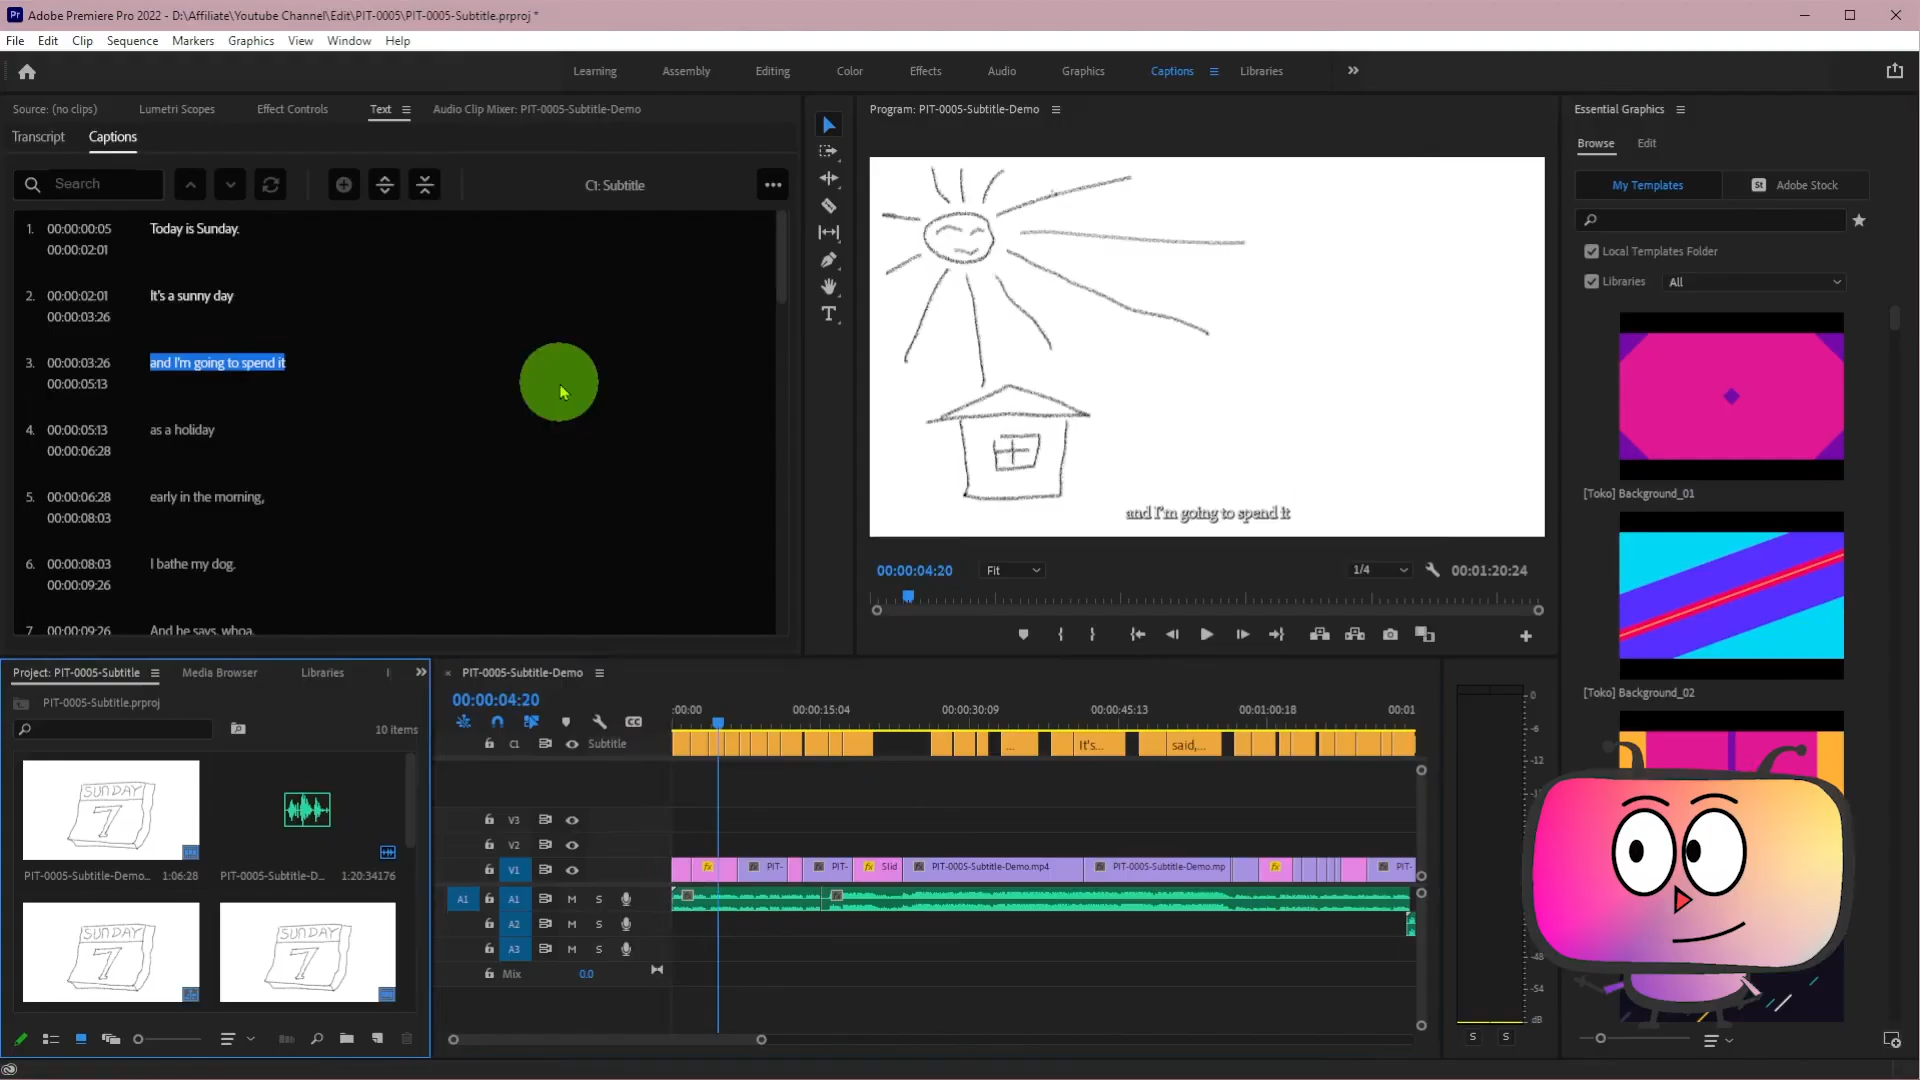 Adobe Premiere Pro 2022 - D:\Affiliate\Youtube Channel\Edit\PIT-0005\PIT-0005-Subtitle.prproj *
File Edit Clip Sequence Markers Graphics View Window Help
Learning Assembly Editing Color Effects Audio Graphics Captions Libraries
Source: (no clips) Lumetri Scopes Effect Controls Text Audio Clip Mixer: PIT-0005-Subtitle-Demo
Transcript Captions
Search
C1: Subtitle
1. 00:00:00:05 Today is Sunday.
00:00:02:01
2. 00:00:02:01 It's a sunny day
00:00:03:26
3. 00:00:03:26 and I'm going to spend it
00:00:05:13
4. 00:00:05:13 as a holiday
00:00:06:28
5. 00:00:06:28 early in the morning,
00:00:08:03
6. 00:00:08:03 I bathe my dog.
00:00:09:26
7 00:00:09:26 And he says, whoa.
Program: PIT-0005-Subtitle-Demo
and I'm going to spend it
00:00:04:20 Fit 1/4 00:01:20:24
Essential Graphics
Browse Edit
My Templates St Adobe Stock
Local Templates Folder
Libraries All
[Toko] Background_01
[Toko] Background_02
Project: PIT-0005-Subtitle Media Browser Libraries
PIT-0005-Subtitle.prproj
10 items
SUNDAY
7
PIT-0005-Subtitle-Demo... 1:06:28
PIT-0005-Subtitle-D... 1:20:34176
SUNDAY
7
SUNDAY
7
PIT-0005-Subtitle-Demo
00:00:04:20
:00:00 00:00:15:04 00:00:30:09 00:00:45:13 00:01:00:18 00:01
CC
C1 Subtitle ... It's... said,...
V3
V2
V1 fx PIT- PIT- fx Slid fx PIT-0005-Subtitle-Demo.mp4 fx PIT-0005-Subtitle-Demo.mp fx PIT-
A1 A1 M S
A2 M S
A3 M S
Mix 0.0
0
-6
-12
-48
-54
dB
S S